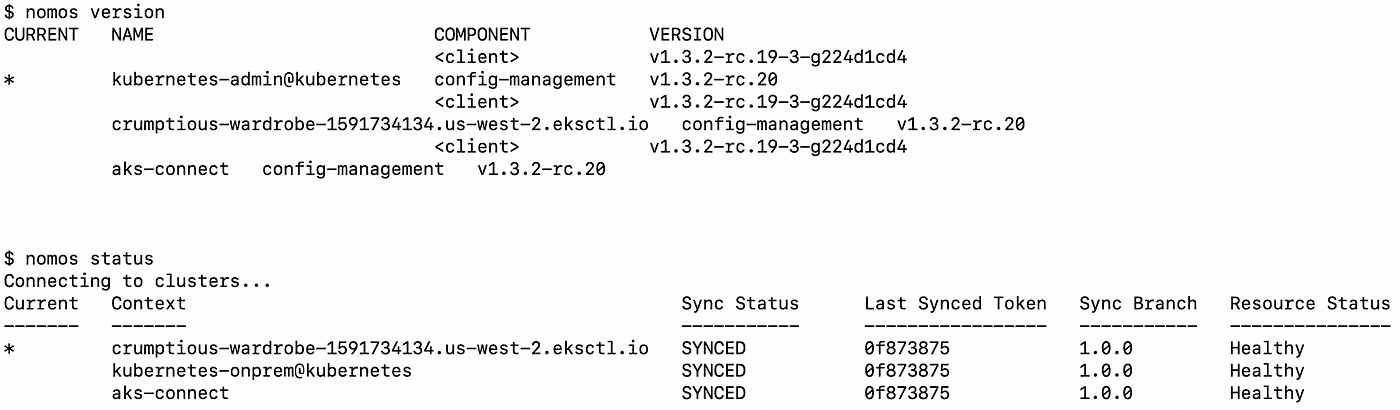 $ nomos version
CURRENT   NAME                          COMPONENT           VERSION
                                        <client>            v1.3.2-rc.19-3-g224d1cd4
*         kubernetes-admin@kubernetes   config-management   v1.3.2-rc.20
                                        <client>            v1.3.2-rc.19-3-g224d1cd4
          crumptious-wardrobe-1591734134.us-west-2.eksctl.io   config-management   v1.3.2-rc.20
                                        <client>            v1.3.2-rc.19-3-g224d1cd4
          aks-connect   config-management   v1.3.2-rc.20
$ nomos status
Connecting to clusters...
Current   Context                                              Sync Status      Last Synced Token   Sync Branch   Resource Status
-------   -------                                              -----------      -----------------   -----------   ---------------
*         crumptious-wardrobe-1591734134.us-west-2.eksctl.io   SYNCED           0f873875            1.0.0         Healthy
          kubernetes-onprem@kubernetes                         SYNCED           0f873875            1.0.0         Healthy
          aks-connect                                          SYNCED           0f873875            1.0.0         Healthy